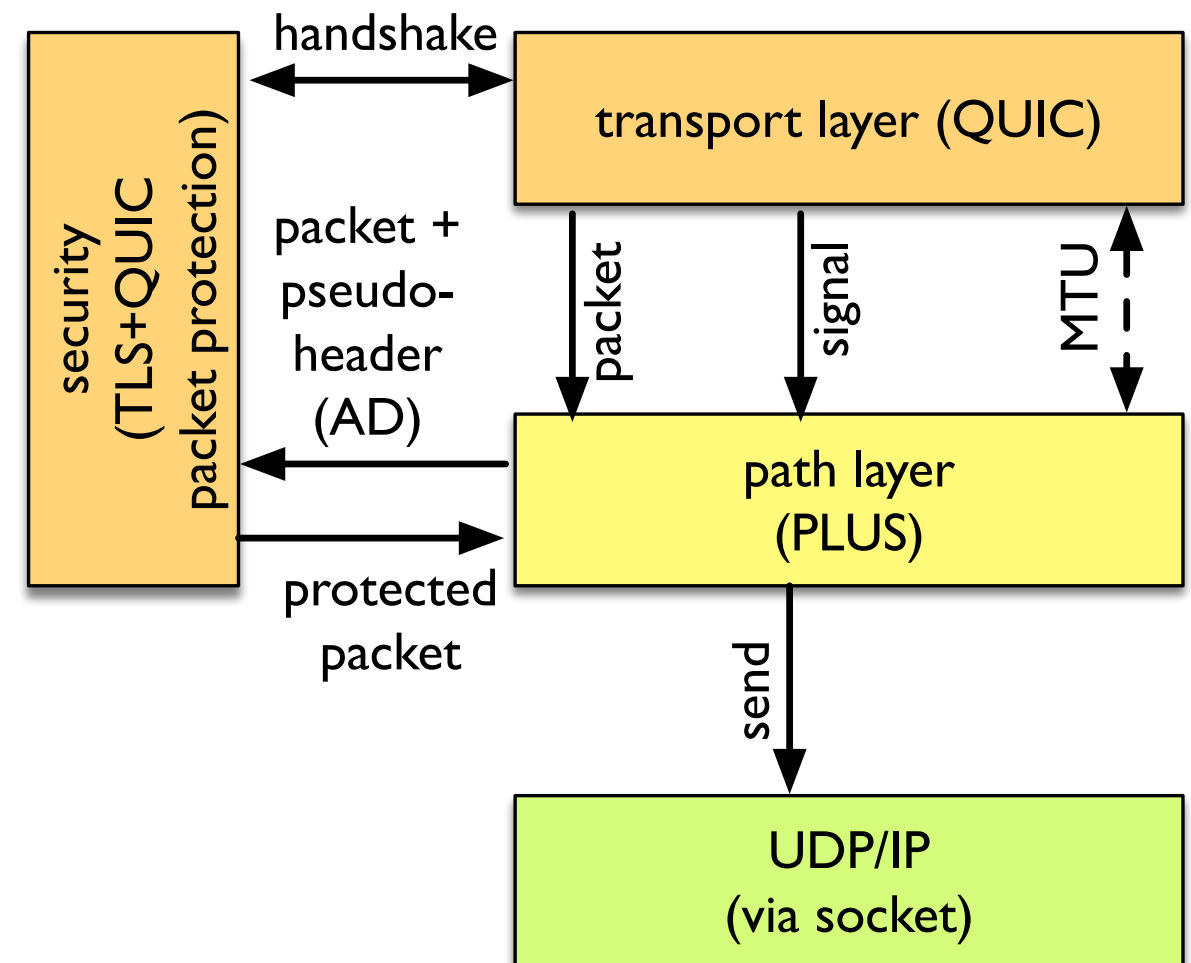 handshake
transport layer (QUIC)
security
(TLS+QUIC
packet protection)
packet +
pseudo-
header
(AD)
packet
signal
MTU
path layer
(PLUS)
protected
packet
send
UDP/IP
(via socket)